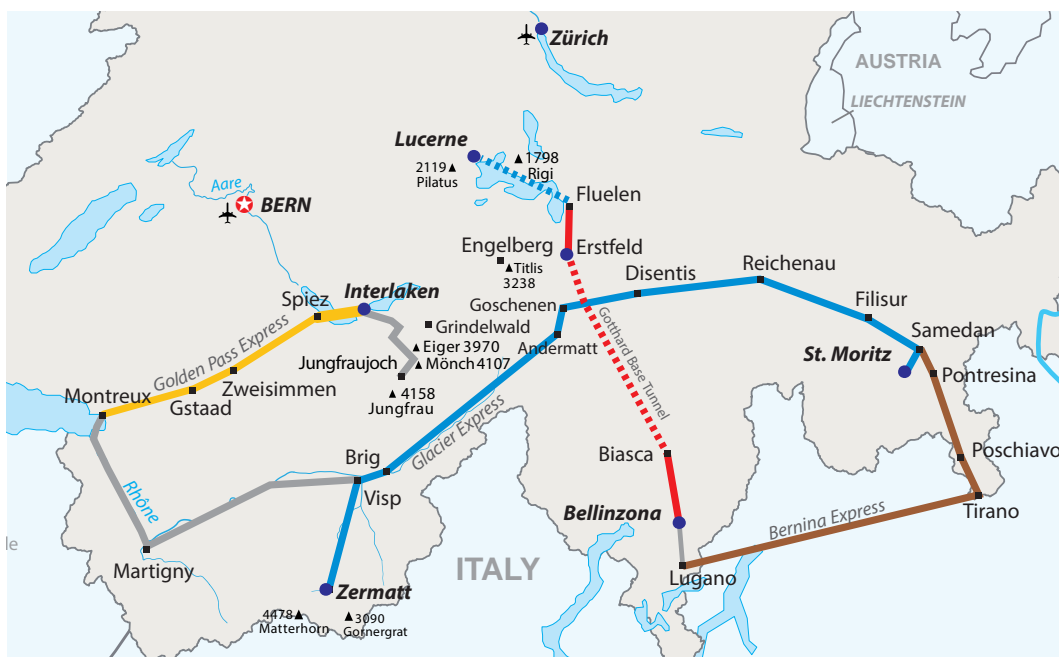 Zürich
AUSTRIA
LIECHTENSTEIN
Lucerne
2119
Pilatus
1798
Rigi
Aare
BERN
Fluelen
Engelberg
Erstfeld
Titlis
3238
Disentis
Reichenau
Interlaken
Spiez
Goschenen
Filisur
Grindelwald
Andermatt
Gotthard Base Tunnel
Samedan
Eiger 3970
Mönch 4107
Jungfraujoch
St. Moritz
Pontresina
Golden Pass Express
Zweisimmen
Gstaad
Montreux
4158
Jungfrau
Glacier Express
Brig
Visp
Biasca
Poschiavo
Rhône
Bellinzona
Bernina Express
Tirano
le
Martigny
ITALY
Lugano
Zermatt
4478
Matterhorn
3090
Gornergrat